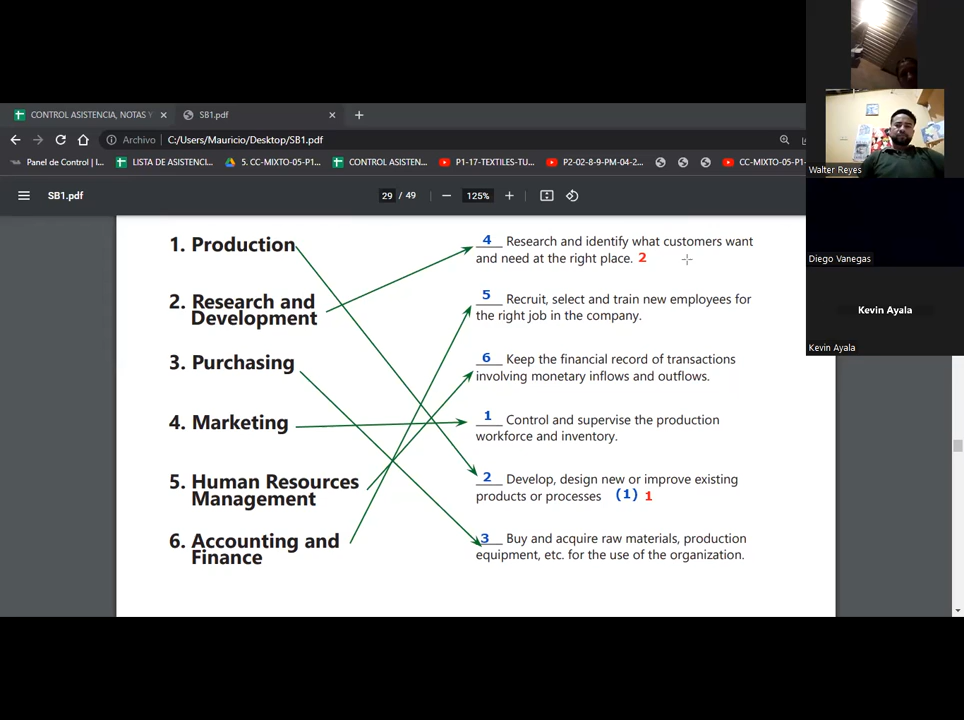 CONTROL ASISTENCIA, NOTAS Y
SB1.pdf
Archivo
C:/Users/Mauricio/Desktop/SB1.pdf
Panel de Control | I...
LISTA DE ASISTENCI...
5. CC-MIXTO-05-P1...
CONTROL ASISTEN...
P1-17-TEXTILES-TU...
P2-02-8-9-PM-04-2...
CC-MIXTO-05-P1-
SB1.pdf
29 / 49
125%
1. Production
2. Research and
Development
3. Purchasing
4. Marketing
5. Human Resources
Management
6. Accounting and
Finance
4 Research and identify what customers want
and need at the right place. 2
5 Recruit, select and train new employees for
the right job in the company.
6 Keep the financial record of transactions
involving monetary inflows and outflows.
1 Control and supervise the production
workforce and inventory.
2 Develop, design new or improve existing
products or processes (1) 1
3 Buy and acquire raw materials, production
equipment, etc. for the use of the organization.
Walter Reyes
Diego Vanegas
Kevin Ayala
Kevin Ayala